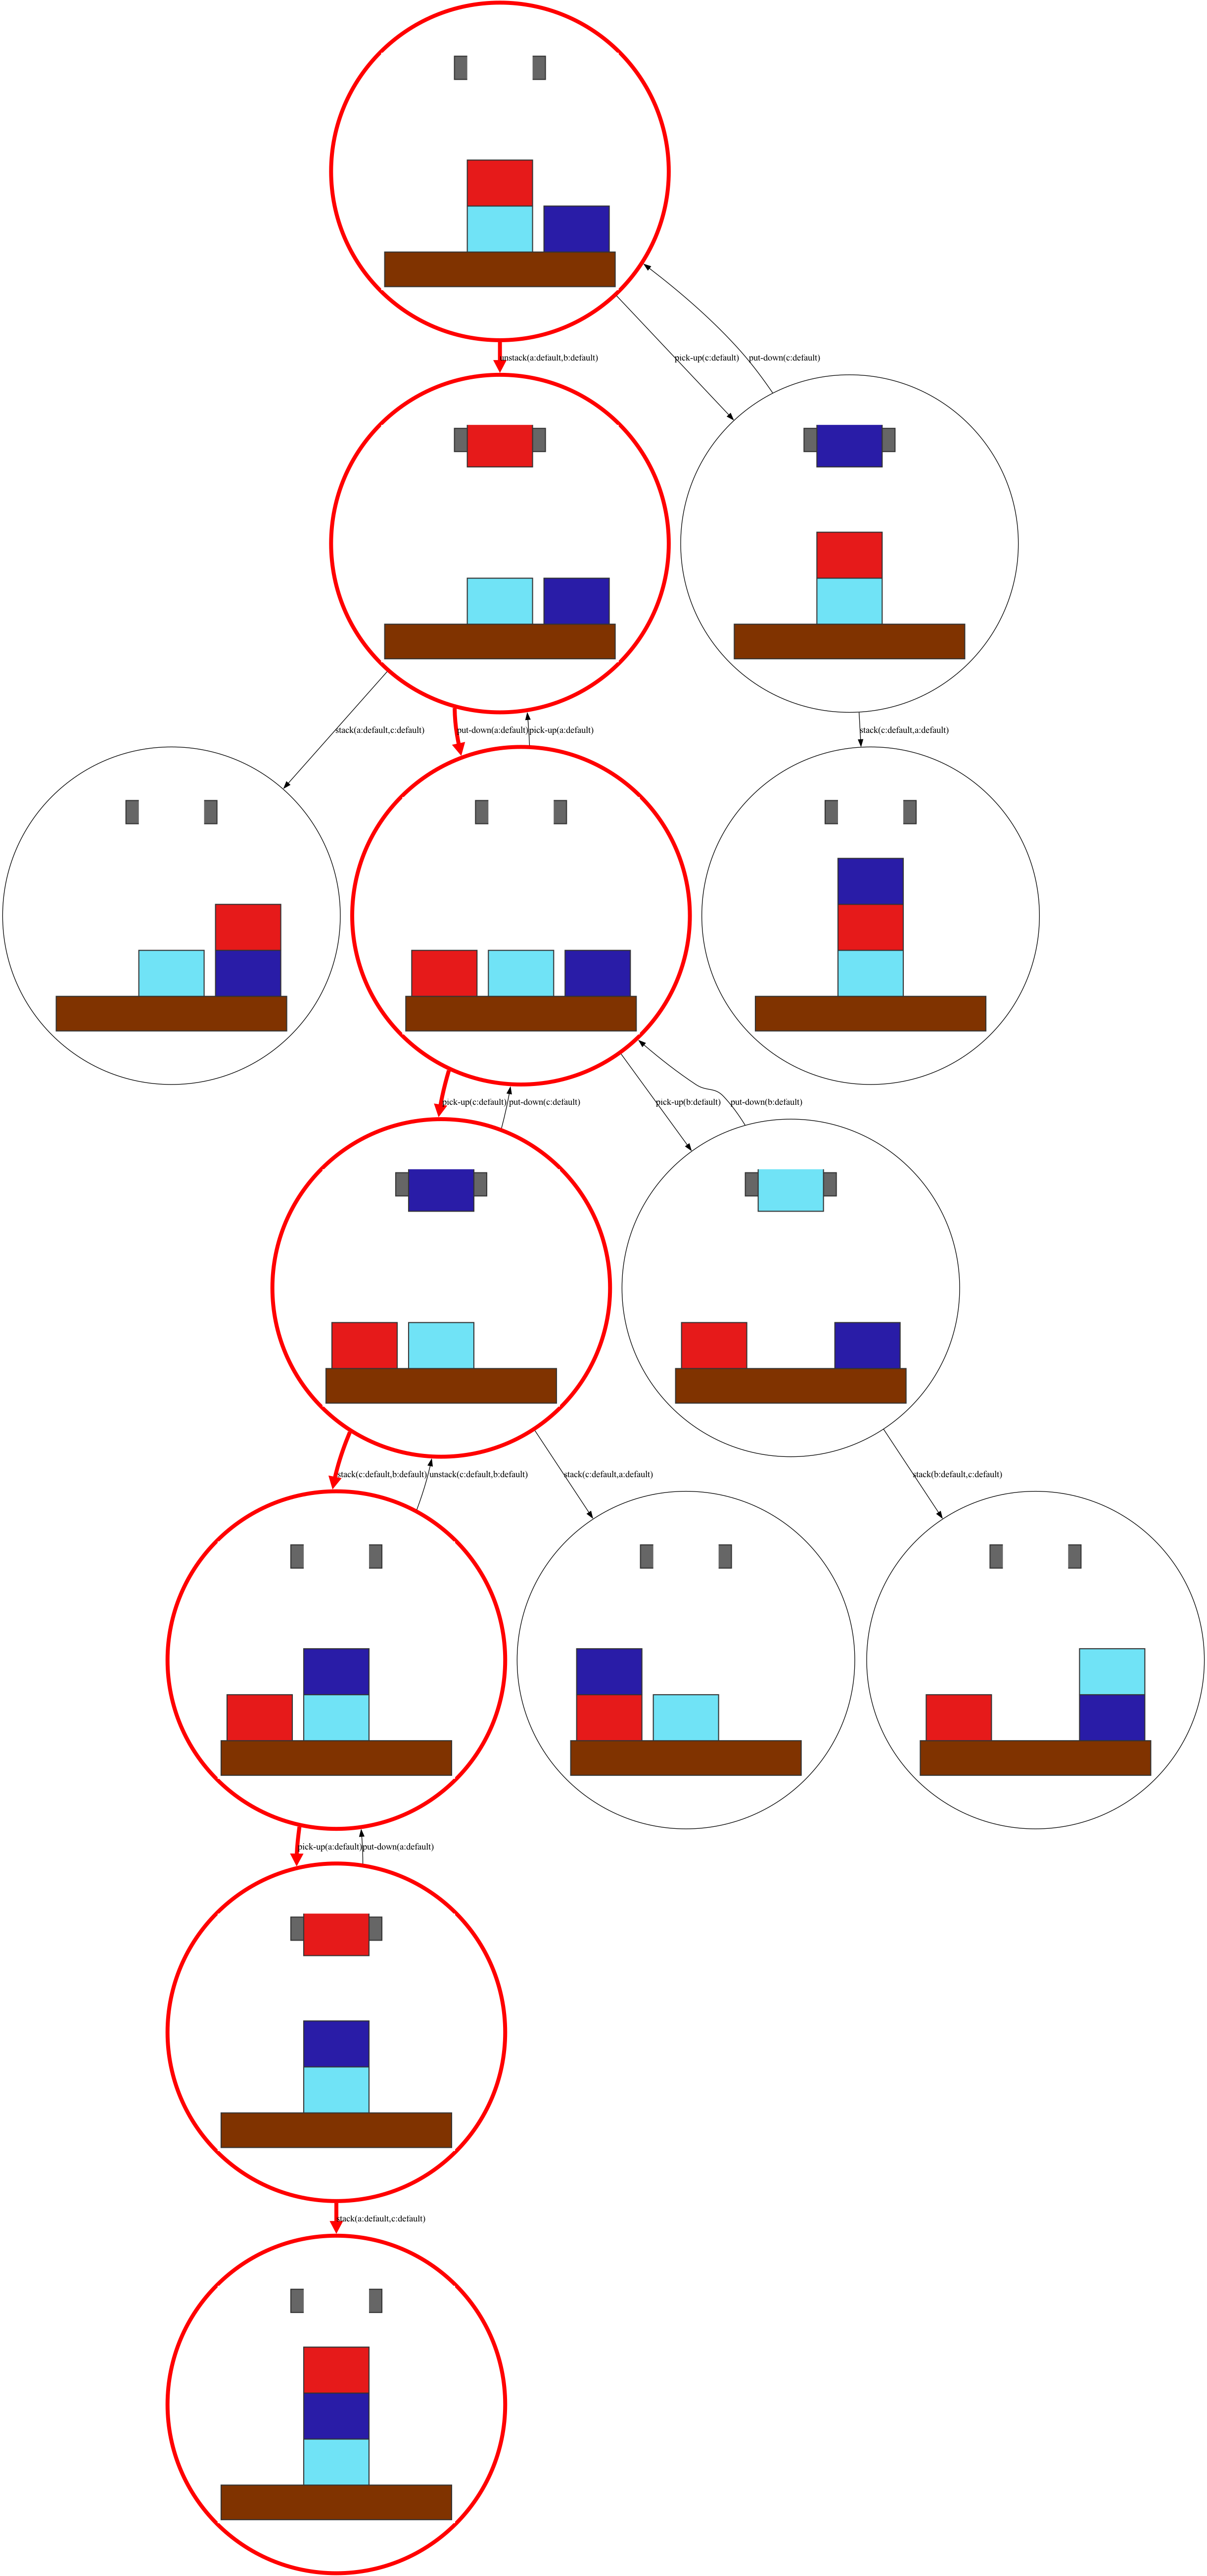 unstack(a:default,b:default)
pick-up(c:default)
put-down(c:default)
stack(a:default,c:default)
put-down(a:default)
pick-up(a:default)
stack(c:default,a:default)
pick-up(c:default)
put-down(c:default)
pick-up(b:default)
put-down(b:default)
stack(c:default,b:default)
unstack(c:default,b:default)
stack(c:default,a:default)
stack(b:default,c:default)
pick-up(a:default)
put-down(a:default)
stack(a:default,c:default)